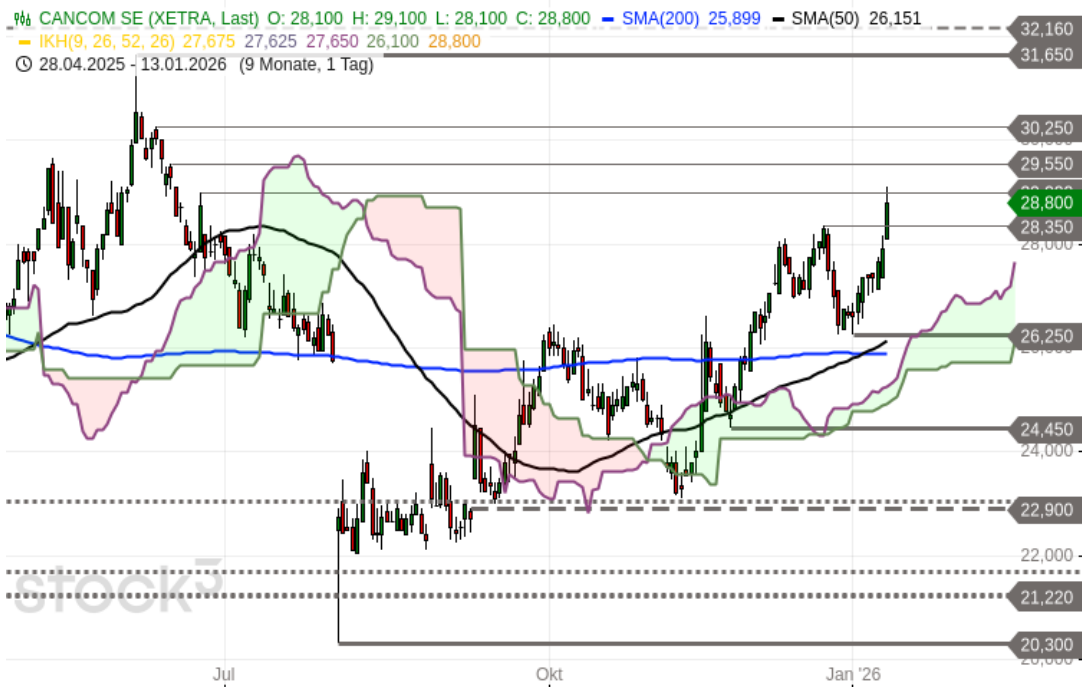 CANCOM SE (XETRA, Last) O: 28,100 H: 29,100 L: 28,100 C: 28,800 SMA(200) 25,899 SMA(50) 26,151
IKH(9, 26, 52, 26) 27,675 27,625 27,650 26,100 28,800
28.04.2025 - 13.01.2026 (9 Monate, 1 Tag)
32,160
31,650
30,250
29,550
28,800
28,350
28,000
26,250
24,450
24,000
22,900
22,000
21,220
20,300
stock3
Jul Okt Jan '26